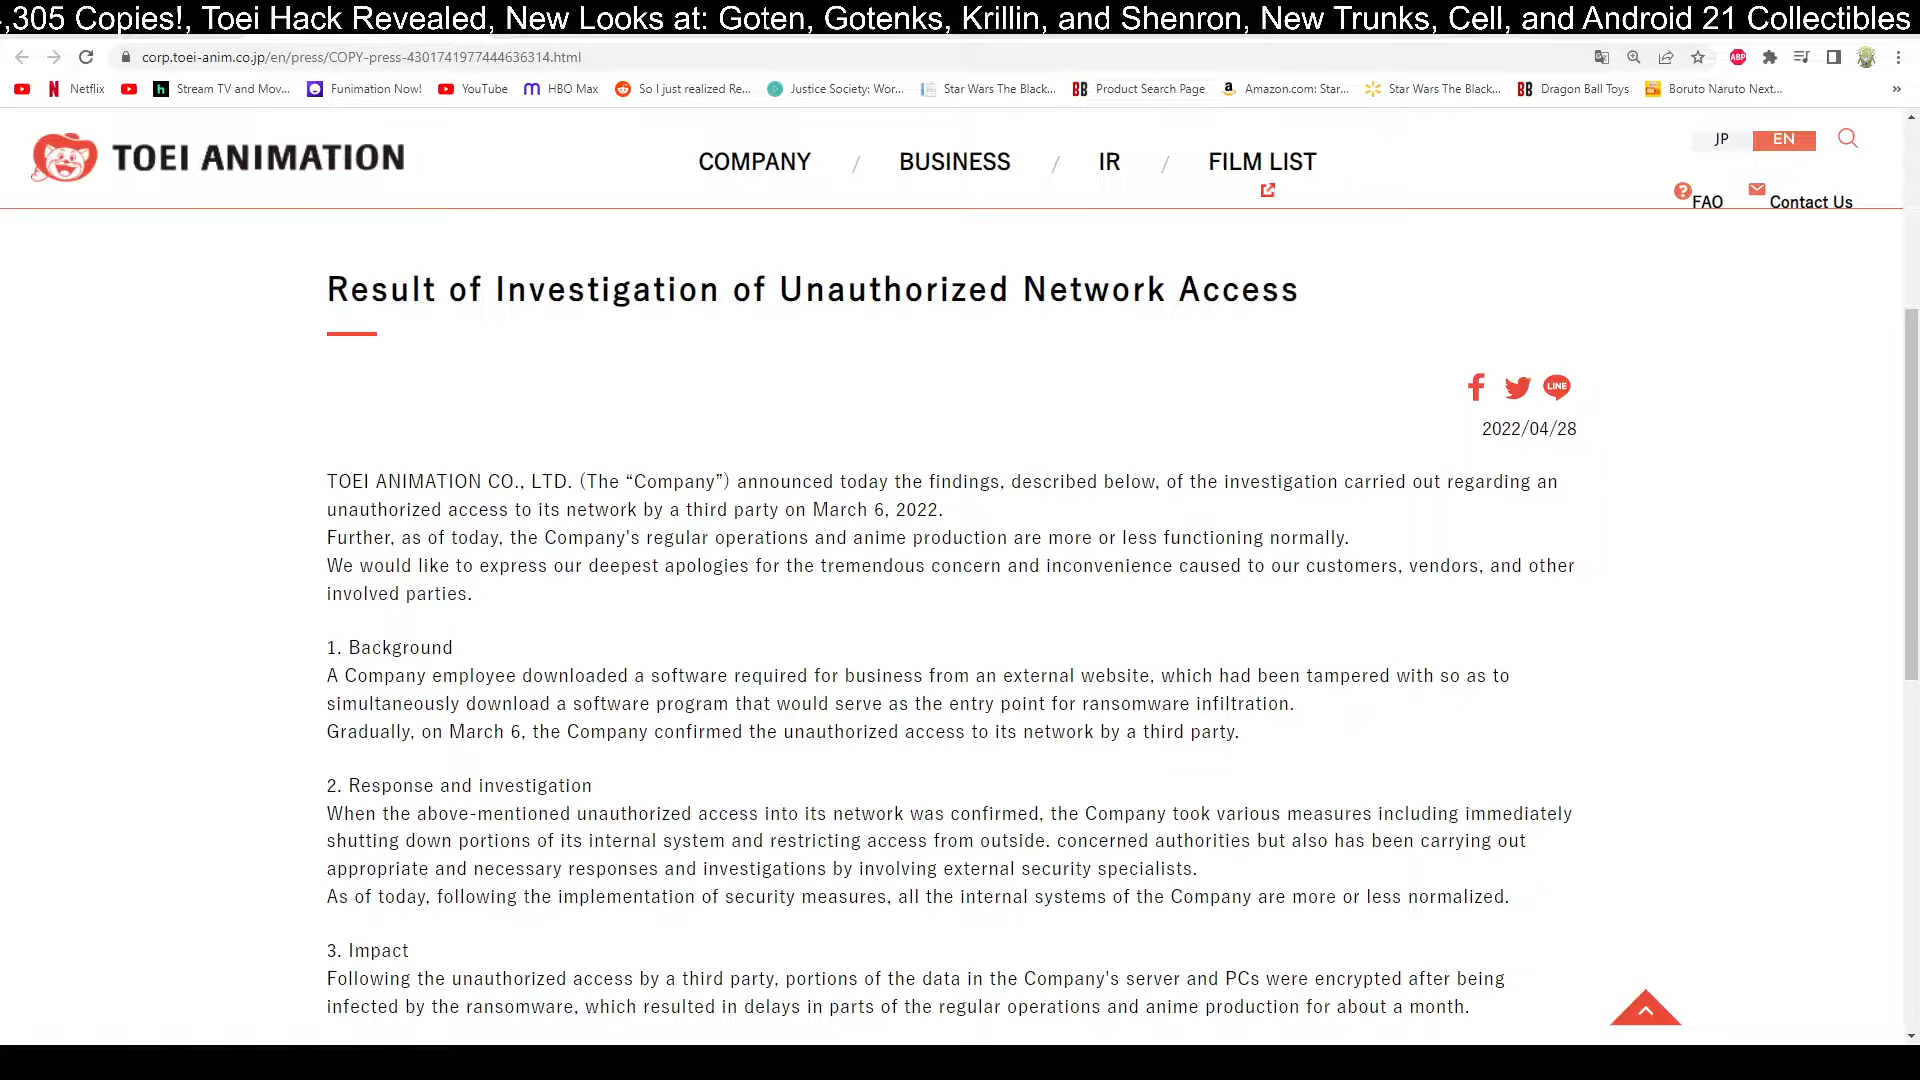 ,305 Copies!, Toei Hack Revealed, New Looks at: Goten, Gotenks, Krillin, and Shenron, New Trunks, Cell, and Android 21 Collectibles
corp.toei-anim.co.jp/en/press/COPY-press-4301741977444636314.html
ABP
Netflix
Stream TV and Mov...
Funimation Now!
YouTube
HBO Max
So I just realized Re...
Justice Society: Wor...
Star Wars The Black...
BB Product Search Page
Amazon.com: Star...
Star Wars The Black...
BB Dragon Ball Toys
Boruto Naruto Next...
»
TOEI ANIMATION
COMPANY / BUSINESS / IR / FILM LIST
JP EN
FAQ Contact Us
Result of Investigation of Unauthorized Network Access
LINE
2022/04/28
TOEI ANIMATION CO., LTD. (The “Company”) announced today the findings, described below, of the investigation carried out regarding an
unauthorized access to its network by a third party on March 6, 2022.
Further, as of today, the Company's regular operations and anime production are more or less functioning normally.
We would like to express our deepest apologies for the tremendous concern and inconvenience caused to our customers, vendors, and other
involved parties.
1. Background
A Company employee downloaded a software required for business from an external website, which had been tampered with so as to
simultaneously download a software program that would serve as the entry point for ransomware infiltration.
Gradually, on March 6, the Company confirmed the unauthorized access to its network by a third party.
2. Response and investigation
When the above-mentioned unauthorized access into its network was confirmed, the Company took various measures including immediately
shutting down portions of its internal system and restricting access from outside. concerned authorities but also has been carrying out
appropriate and necessary responses and investigations by involving external security specialists.
As of today, following the implementation of security measures, all the internal systems of the Company are more or less normalized.
3. Impact
Following the unauthorized access by a third party, portions of the data in the Company's server and PCs were encrypted after being
infected by the ransomware, which resulted in delays in parts of the regular operations and anime production for about a month.